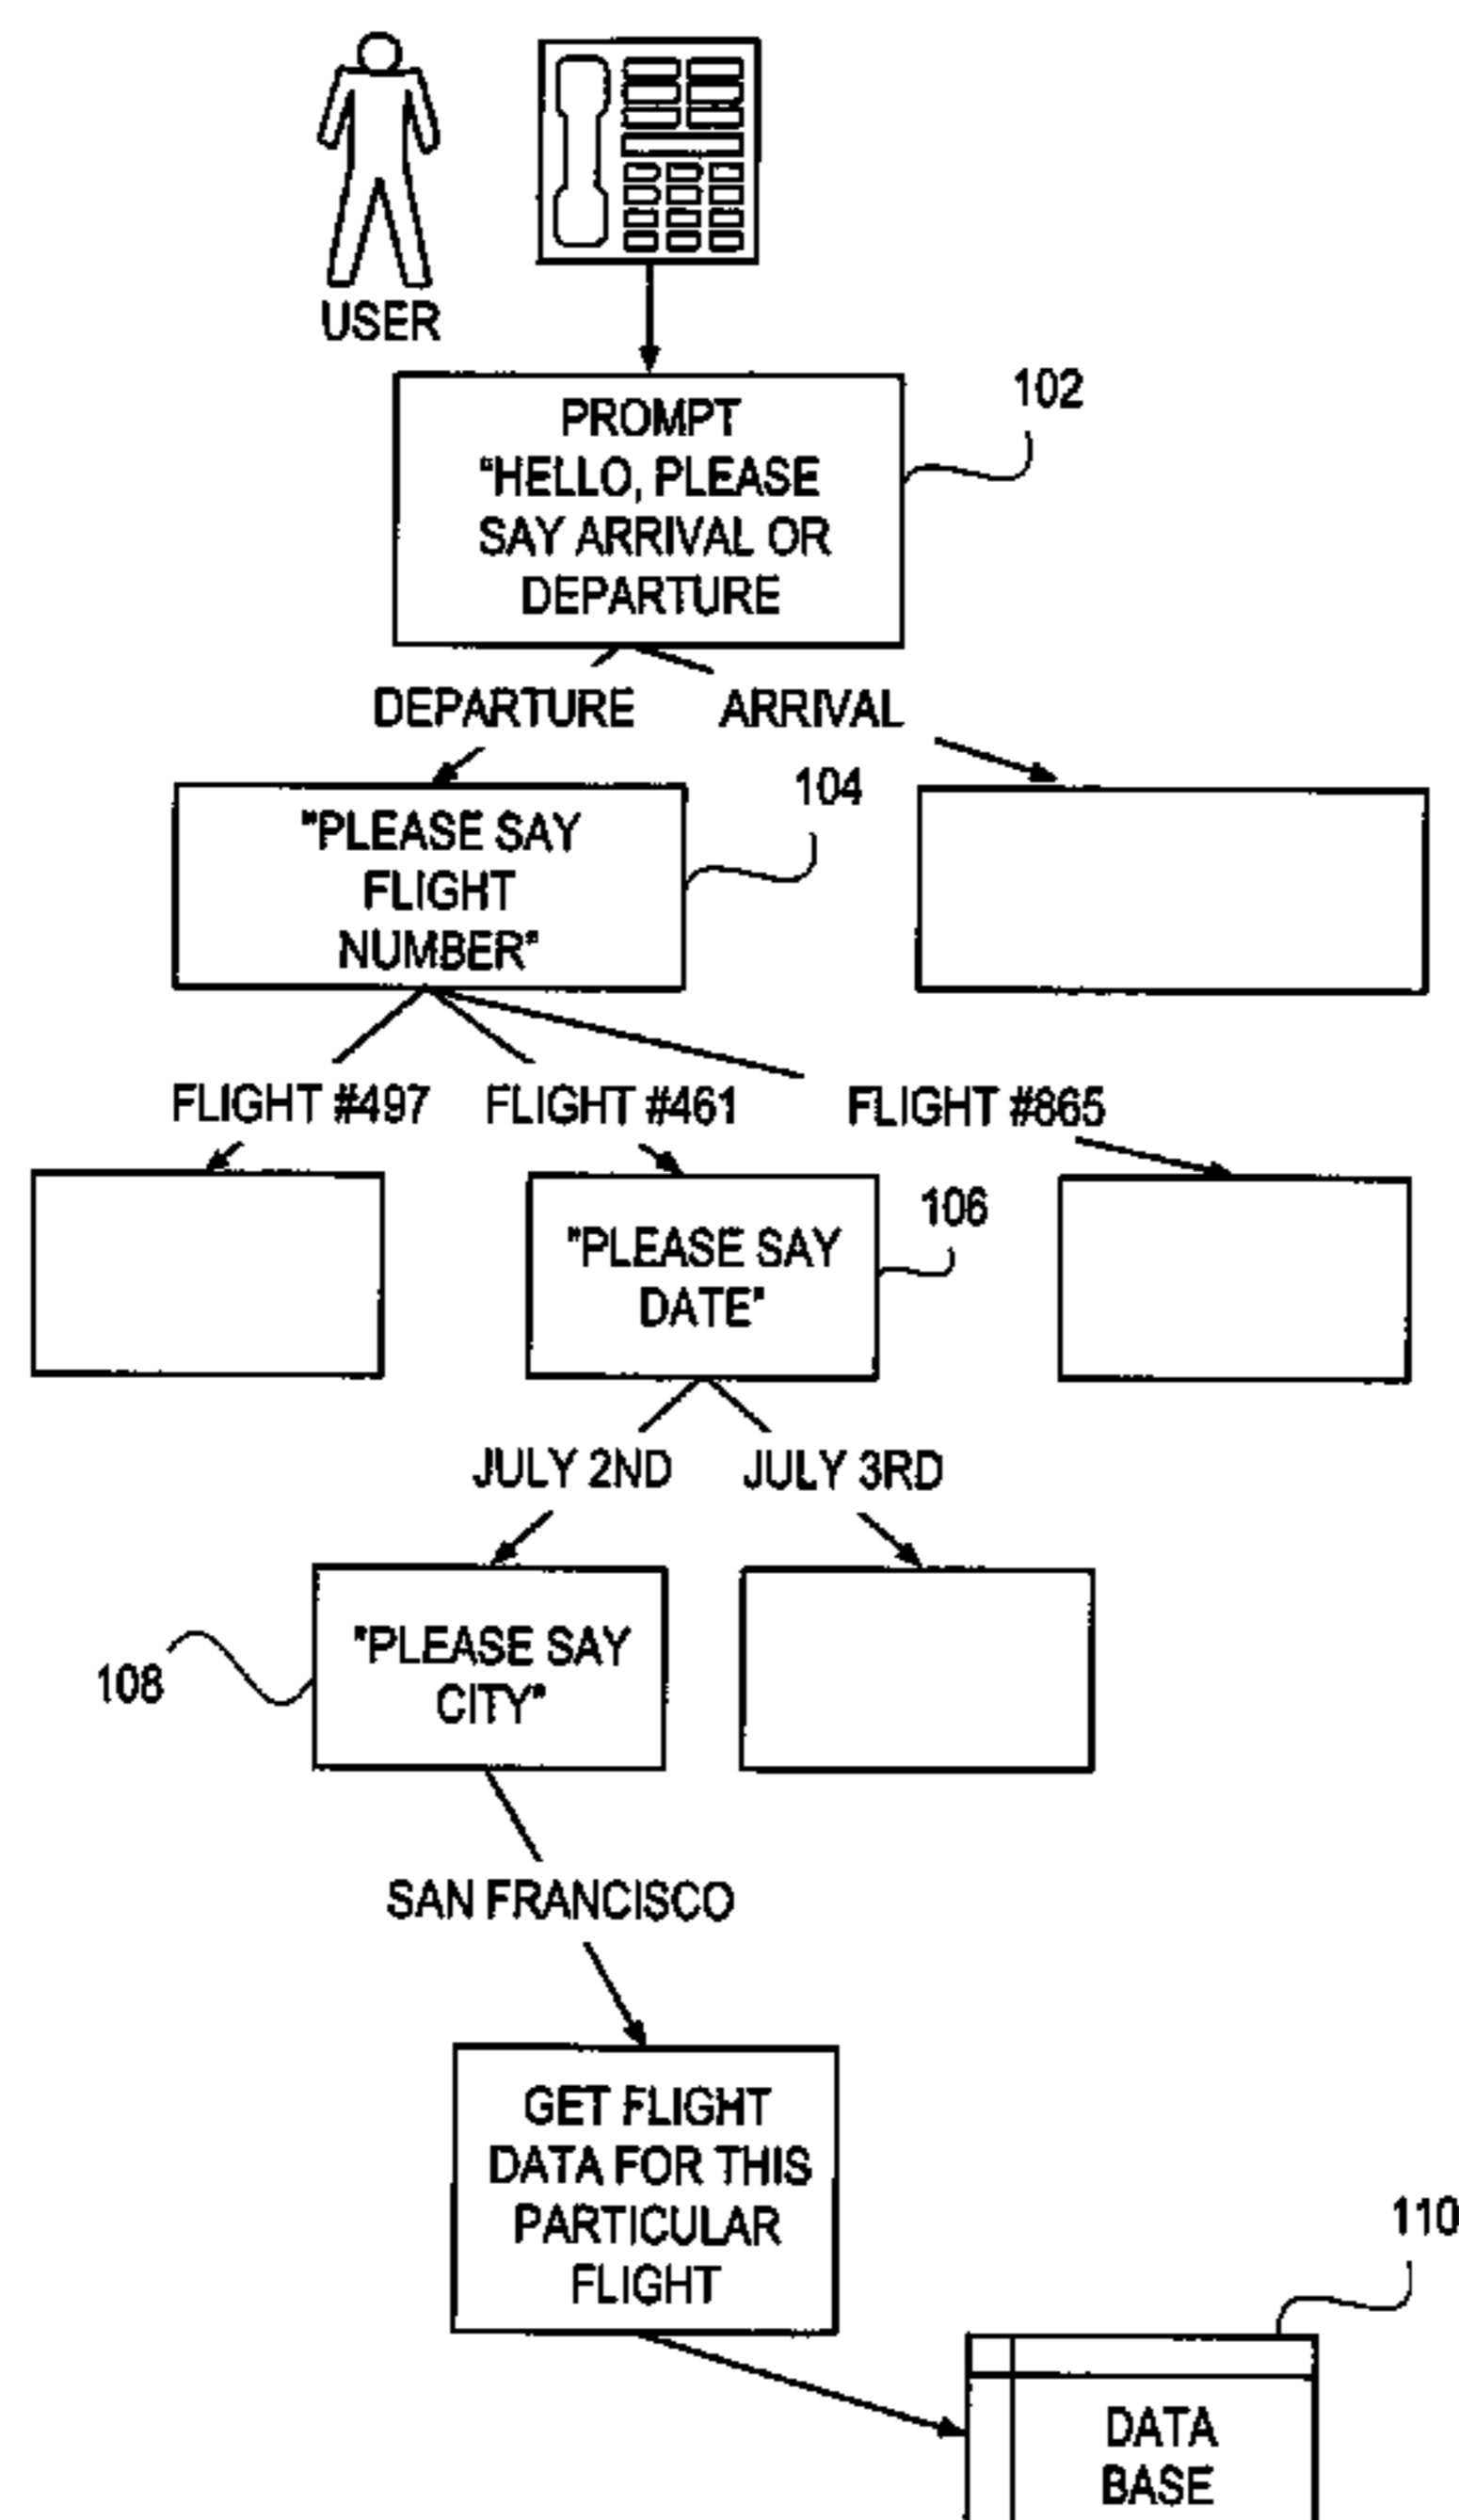 USER
102
PROMPT
"HELLO, PLEASE
SAY ARRIVAL OR
DEPARTURE
DEPARTURE ARRIVAL
104
"PLEASE SAY
FLIGHT
NUMBER"
FLIGHT #497 FLIGHT #461 FLIGHT #865
106
"PLEASE SAY
DATE"
JULY 2ND JULY 3RD
"PLEASE SAY
CITY"
108
SAN FRANCISCO
GET FLIGHT
DATA FOR THIS
PARTICULAR
FLIGHT
110
DATA
BASE